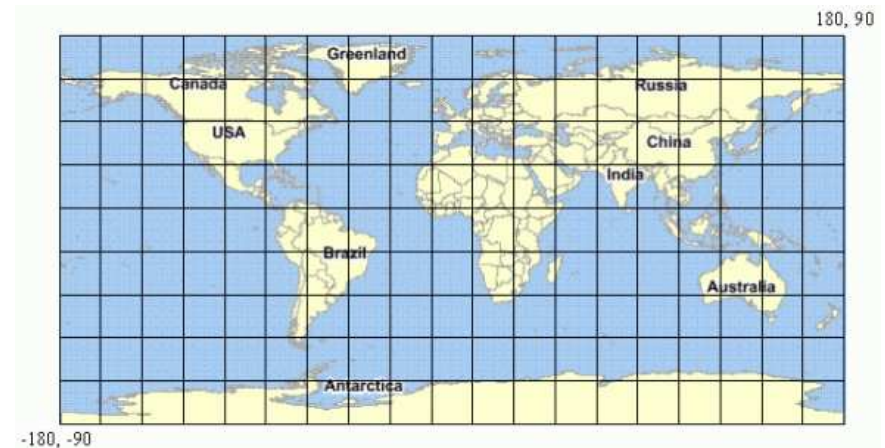 180, 90
Greenland
Canada
Russia
USA
China
India
Brazil
Australia
Antarctica
-180, -90